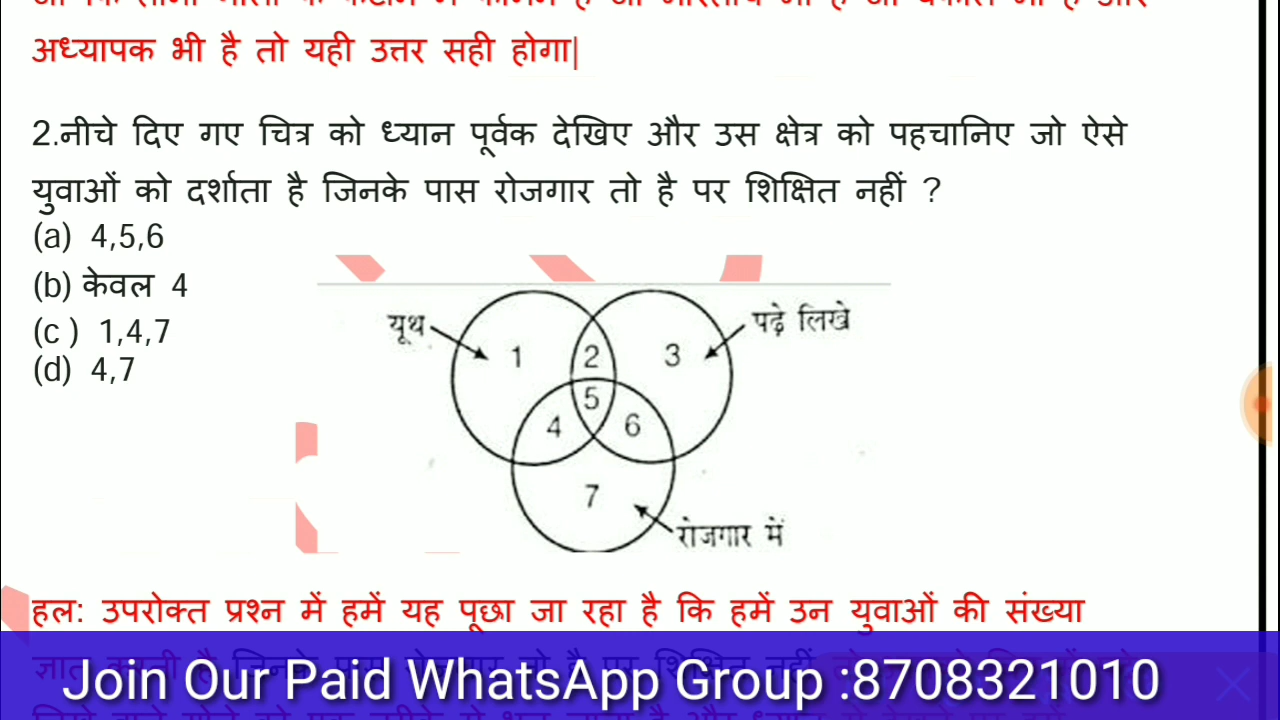 अध्यापक भी है तो यही उत्तर सही होगा|
2.नीचे दिए गए चित्र को ध्यान पूर्वक देखिए और उस क्षेत्र को पहचानिए जो ऐसे
युवाओं को दर्शाता है जिनके पास रोजगार तो है पर शिक्षित नहीं ?
(a) 4,5,6
(b) केवल 4
(c ) 1,4,7
(d) 4,7
यूथ
पढ़े लिखे
1 2 3
5
4 6
7
रोजगार में
हल: उपरोक्त प्रश्न में हमें यह पूछा जा रहा है कि हमें उन युवाओं की संख्या
Join Our Paid WhatsApp Group :8708321010